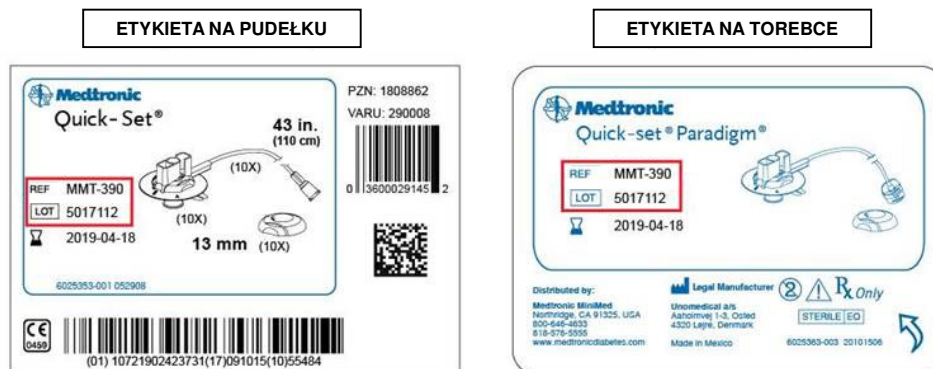 ETYKIETA NA PUDEŁKU
Medtronic
Quick-Set®
43 in.
(110 cm)
(10X)
REF MMT-390
LOT 5017112
(10X)
2019-04-18
13 mm (10X)
6025353-001 052908
PZN: 1808862
VARU: 290008
0 13600029145 2
CE
0459
(01) 10721902423731(17)091015(10)55484
ETYKIETA NA TOREBCE
Medtronic
Quick-set® Paradigm®
REF MMT-390
LOT 5017112
2019-04-18
Distributed by:
Medtronic MiniMed
Northridge, CA 91325, USA
800-646-4633
818-576-5555
www.medtronicdiabetes.com
Legal Manufacturer
Unomedical a/s
Aaholmvej 1-3, Osted
4320 Lejre, Denmark
Made in Mexico
2
Rx Only
STERILE EO
6025363-003 20101506